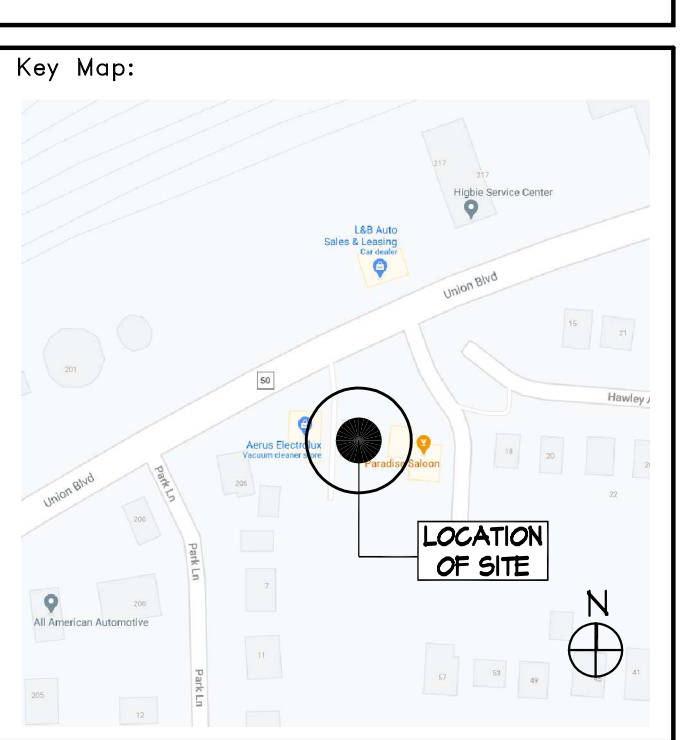 Key Map:
217
217
Higbie Service Center
L&B Auto
Sales & Leasing
Car dealer
Union Blvd
15
21
201
50
Hawley
Aerus Electrolux
Vacuum cleaner store
Paradise Saloon
18
20
22
206
Union Blvd
Park Ln
200
LOCATION
OF SITE
Park Ln
7
200
All American Automotive
N
11
57
53
49
41
Park Ln
205
12